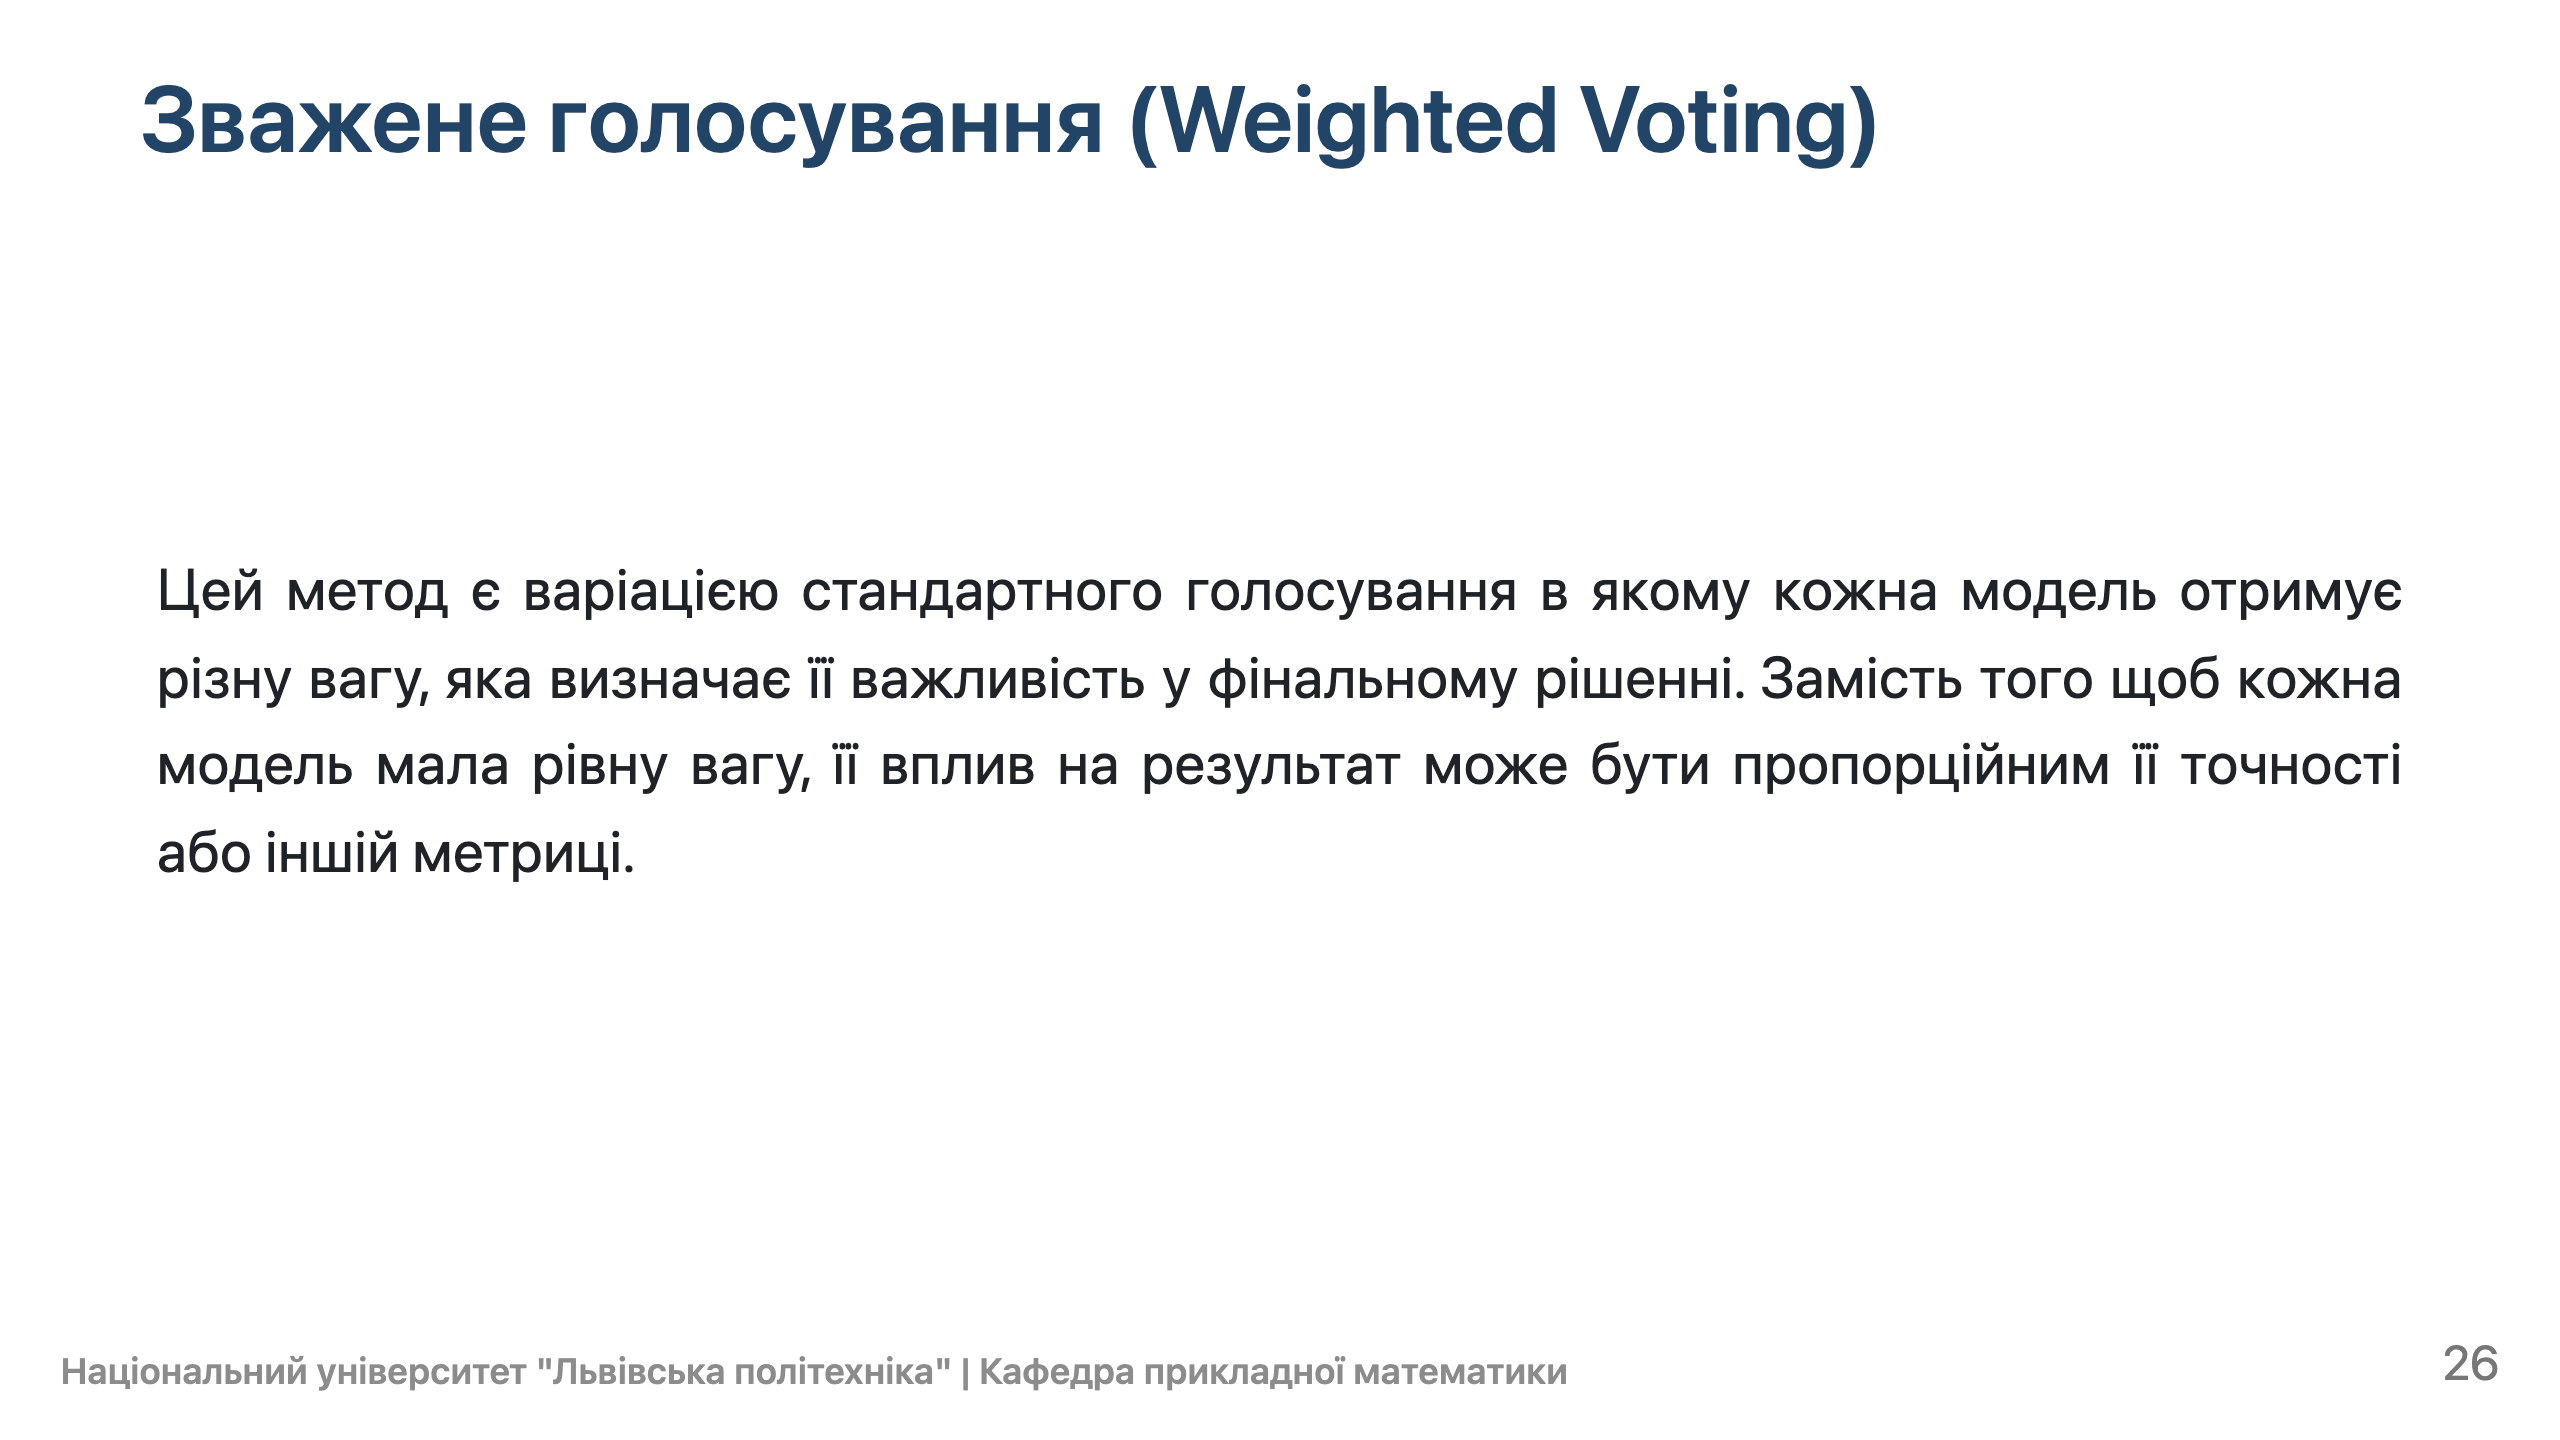 Зважене голосування (Weighted Voting)
Цей метод є варіацією стандартного голосування в якому кожна модель отримує
різну вагу, яка визначає її важливість у фінальному рішенні. Замість того щоб кожна
модель мала рівну вагу, її вплив на результат може бути пропорційним її точності
або іншій метриці.
Національний університет "Львівська політехніка" | Кафедра прикладної математики
26